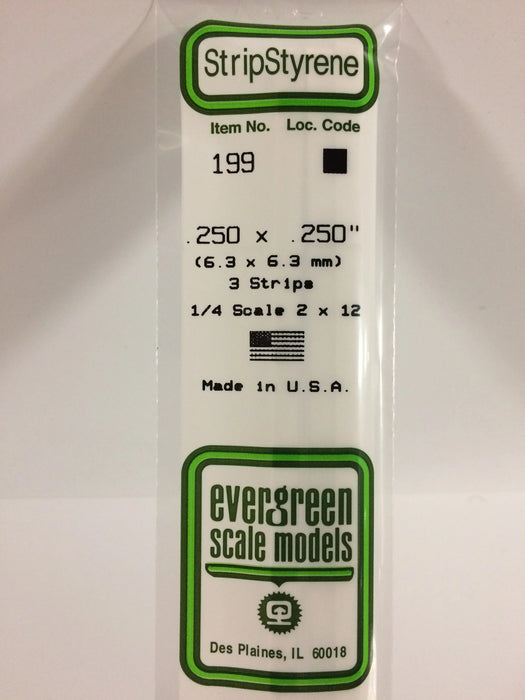 StripStyrene
Item No. Loc. Code
199
.250 x .250"
(6.3 x 6.3 mm)
3 Strips
1/4 Scale 2 x 12
Made in U.S.A.
evergreen
scale models
Des Plaines, IL 60018